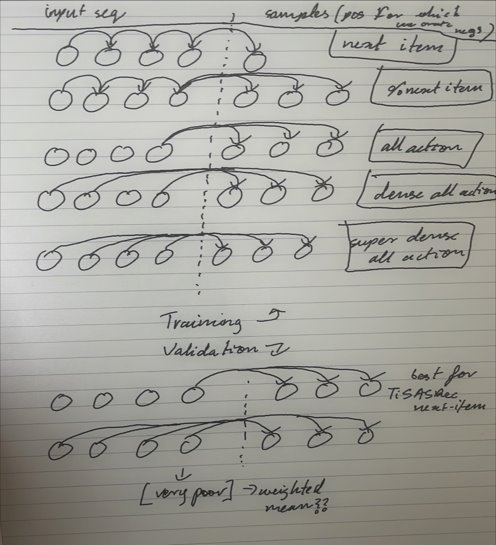 input seq
samples (pos for which
we create
negs)
next item
next item
all action
dense all action
super dense
all action
Training
Validation
best for
TiSASRec
next-item
[very poor] → weighted
mean??